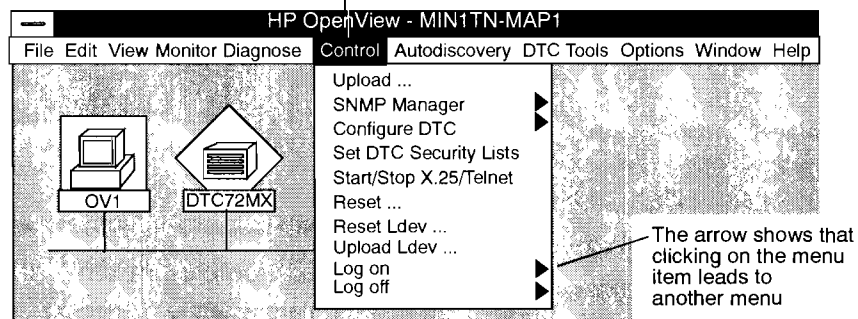 HP OpenView - MIN1TN-MAP1
File Edit View Monitor Diagnose Control Autodiscovery DTC Tools Options Window Help
Upload ...
SNMP Manager
Configure DTC
Set DTC Security Lists
Start/Stop X.25/Telnet
Reset ...
Reset Ldev ...
Upload Ldev ...
Log on
Log off
OV1
DTC72MX
The arrow shows that
clicking on the menu
item leads to
another menu